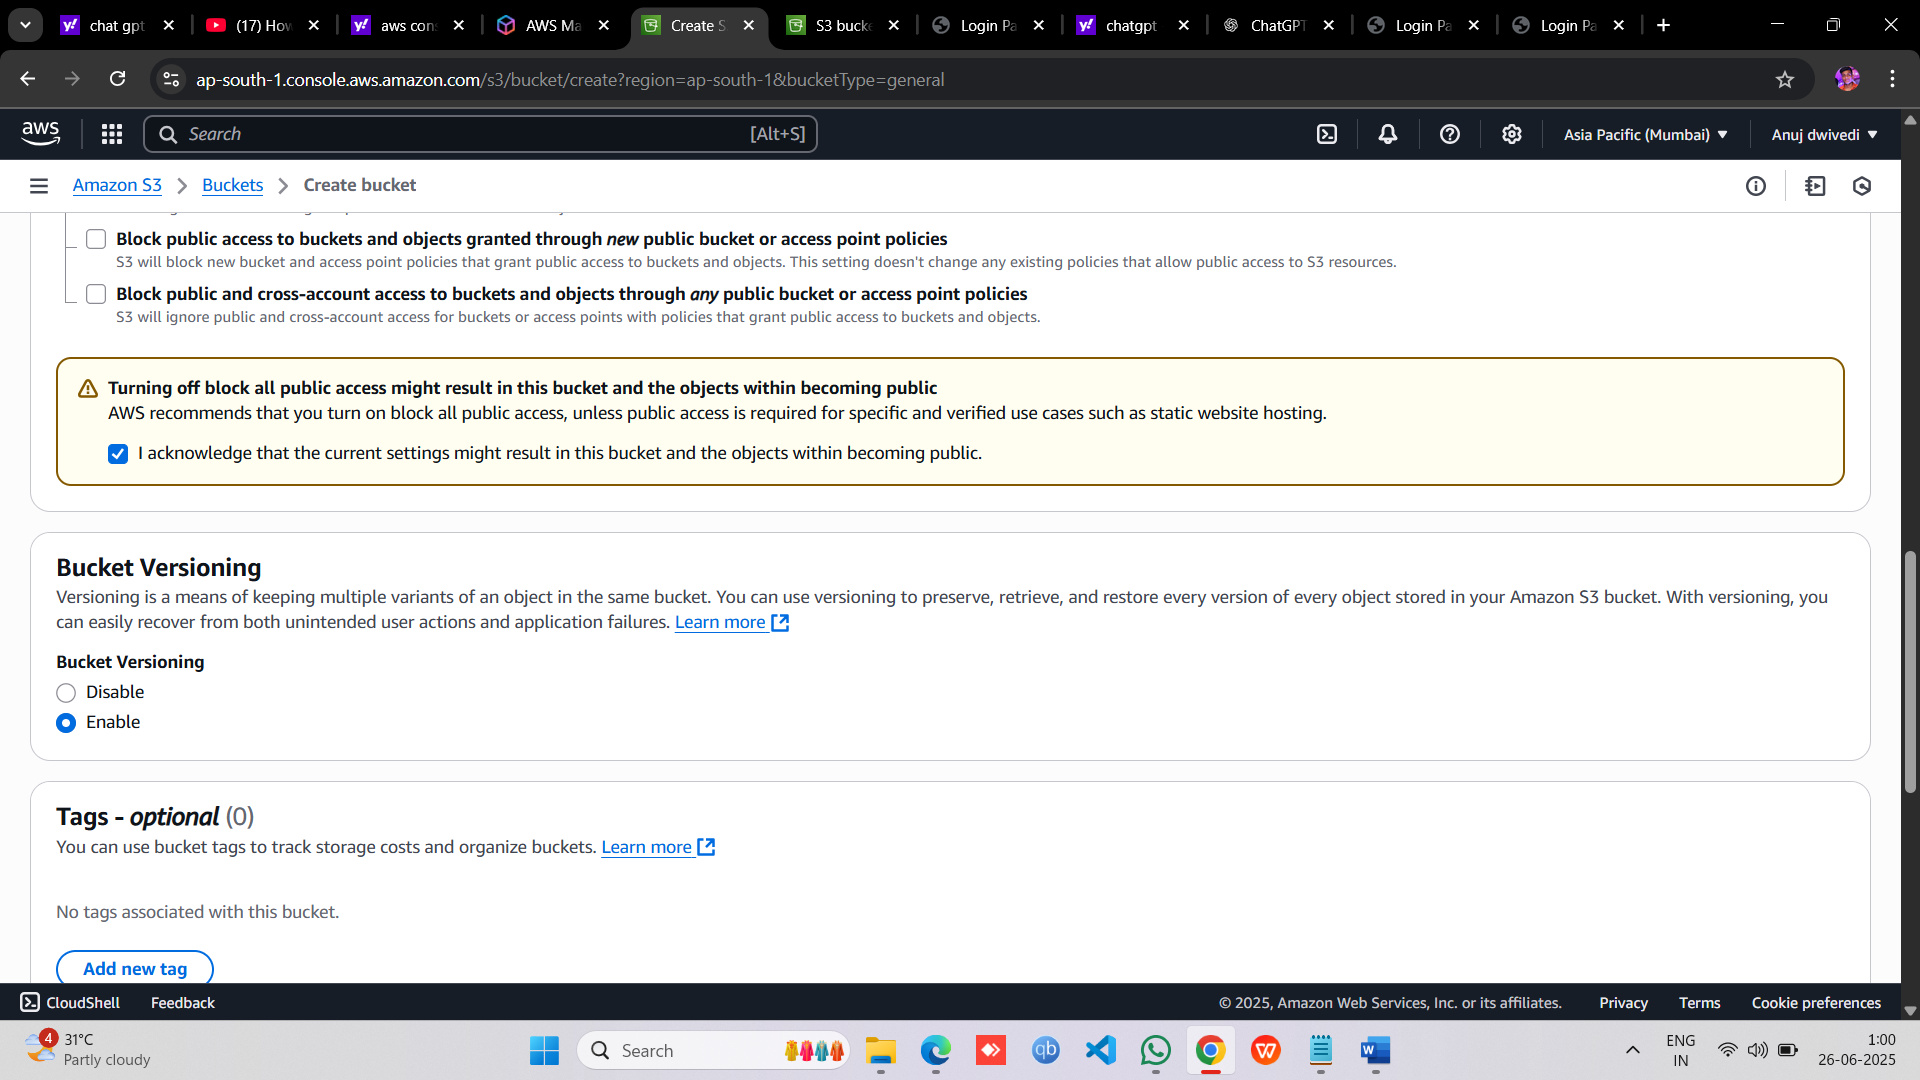 chat gpt
(17) How
aws con
AWS Ma
Create S
S3 bucke
Login Pa
chatgpt
ChatGPT
Login Pa
Login Pa
ap-south-1.console.aws.amazon.com/s3/bucket/create?region=ap-south-1&bucketType=general
aws
Search
[Alt+S]
Asia Pacific (Mumbai)
Anuj dwivedi
Amazon S3
Buckets
Create bucket
Block public access to buckets and objects granted through new public bucket or access point policies
S3 will block new bucket and access point policies that grant public access to buckets and objects. This setting doesn't change any existing policies that allow public access to S3 resources.
Block public and cross-account access to buckets and objects through any public bucket or access point policies
S3 will ignore public and cross-account access for buckets or access points with policies that grant public access to buckets and objects.
Turning off block all public access might result in this bucket and the objects within becoming public
AWS recommends that you turn on block all public access, unless public access is required for specific and verified use cases such as static website hosting.
I acknowledge that the current settings might result in this bucket and the objects within becoming public.
Bucket Versioning
Versioning is a means of keeping multiple variants of an object in the same bucket. You can use versioning to preserve, retrieve, and restore every version of every object stored in your Amazon S3 bucket. With versioning, you
can easily recover from both unintended user actions and application failures. Learn more
Bucket Versioning
Disable
Enable
Tags - optional (0)
You can use bucket tags to track storage costs and organize buckets. Learn more
No tags associated with this bucket.
Add new tag
CloudShell
Feedback
© 2025, Amazon Web Services, Inc. or its affiliates.
Privacy
Terms
Cookie preferences
4
31°C
Partly cloudy
Search
qb
W
W
ENG
IN
1:00
26-06-2025